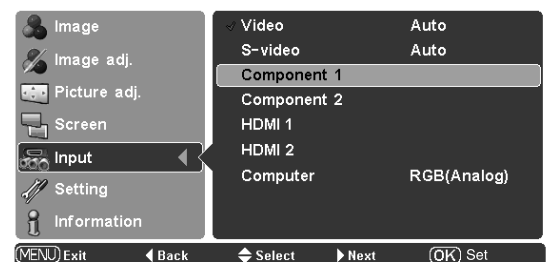 Image
Image adj.
Picture adj.
Screen
Input
Setting
Information
Video Auto
S-video Auto
Component 1
Component 2
HDMI 1
HDMI 2
Computer RGB(Analog)
MENU Exit Back Select Next OK Set